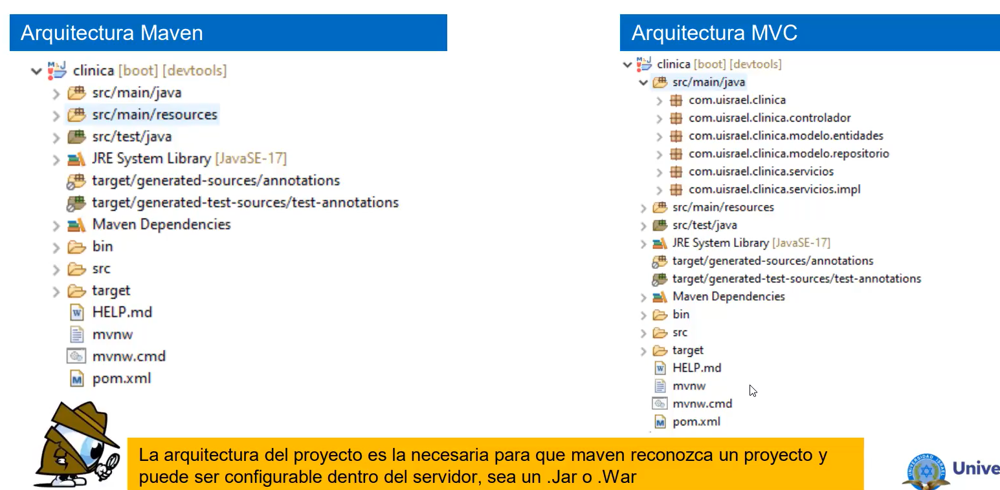 Arquitectura Maven
clinica [boot] [devtools]
src/main/java
src/main/resources
src/test/java
JRE System Library [JavaSE-17]
target/generated-sources/annotations
target/generated-test-sources/test-annotations
Maven Dependencies
bin
src
target
HELP.md
mvnw
mvnw.cmd
pom.xml
Arquitectura MVC
clinica [boot] [devtools]
src/main/java
com.uisrael.clinica
com.uisrael.clinica.controlador
com.uisrael.clinica.modelo.entidades
com.uisrael.clinica.modelo.repositorio
com.uisrael.clinica.servicios
com.uisrael.clinica.servicios.impl
src/main/resources
src/test/java
JRE System Library [JavaSE-17]
target/generated-sources/annotations
target/generated-test-sources/test-annotations
Maven Dependencies
bin
src
target
HELP.md
mvnw
mvnw.cmd
pom.xml
La arquitectura del proyecto es la necesaria para que maven reconozca un proyecto y
puede ser configurable dentro del servidor, sea un .Jar o .War
UNIVERSIDAD ISRAEL
Unive